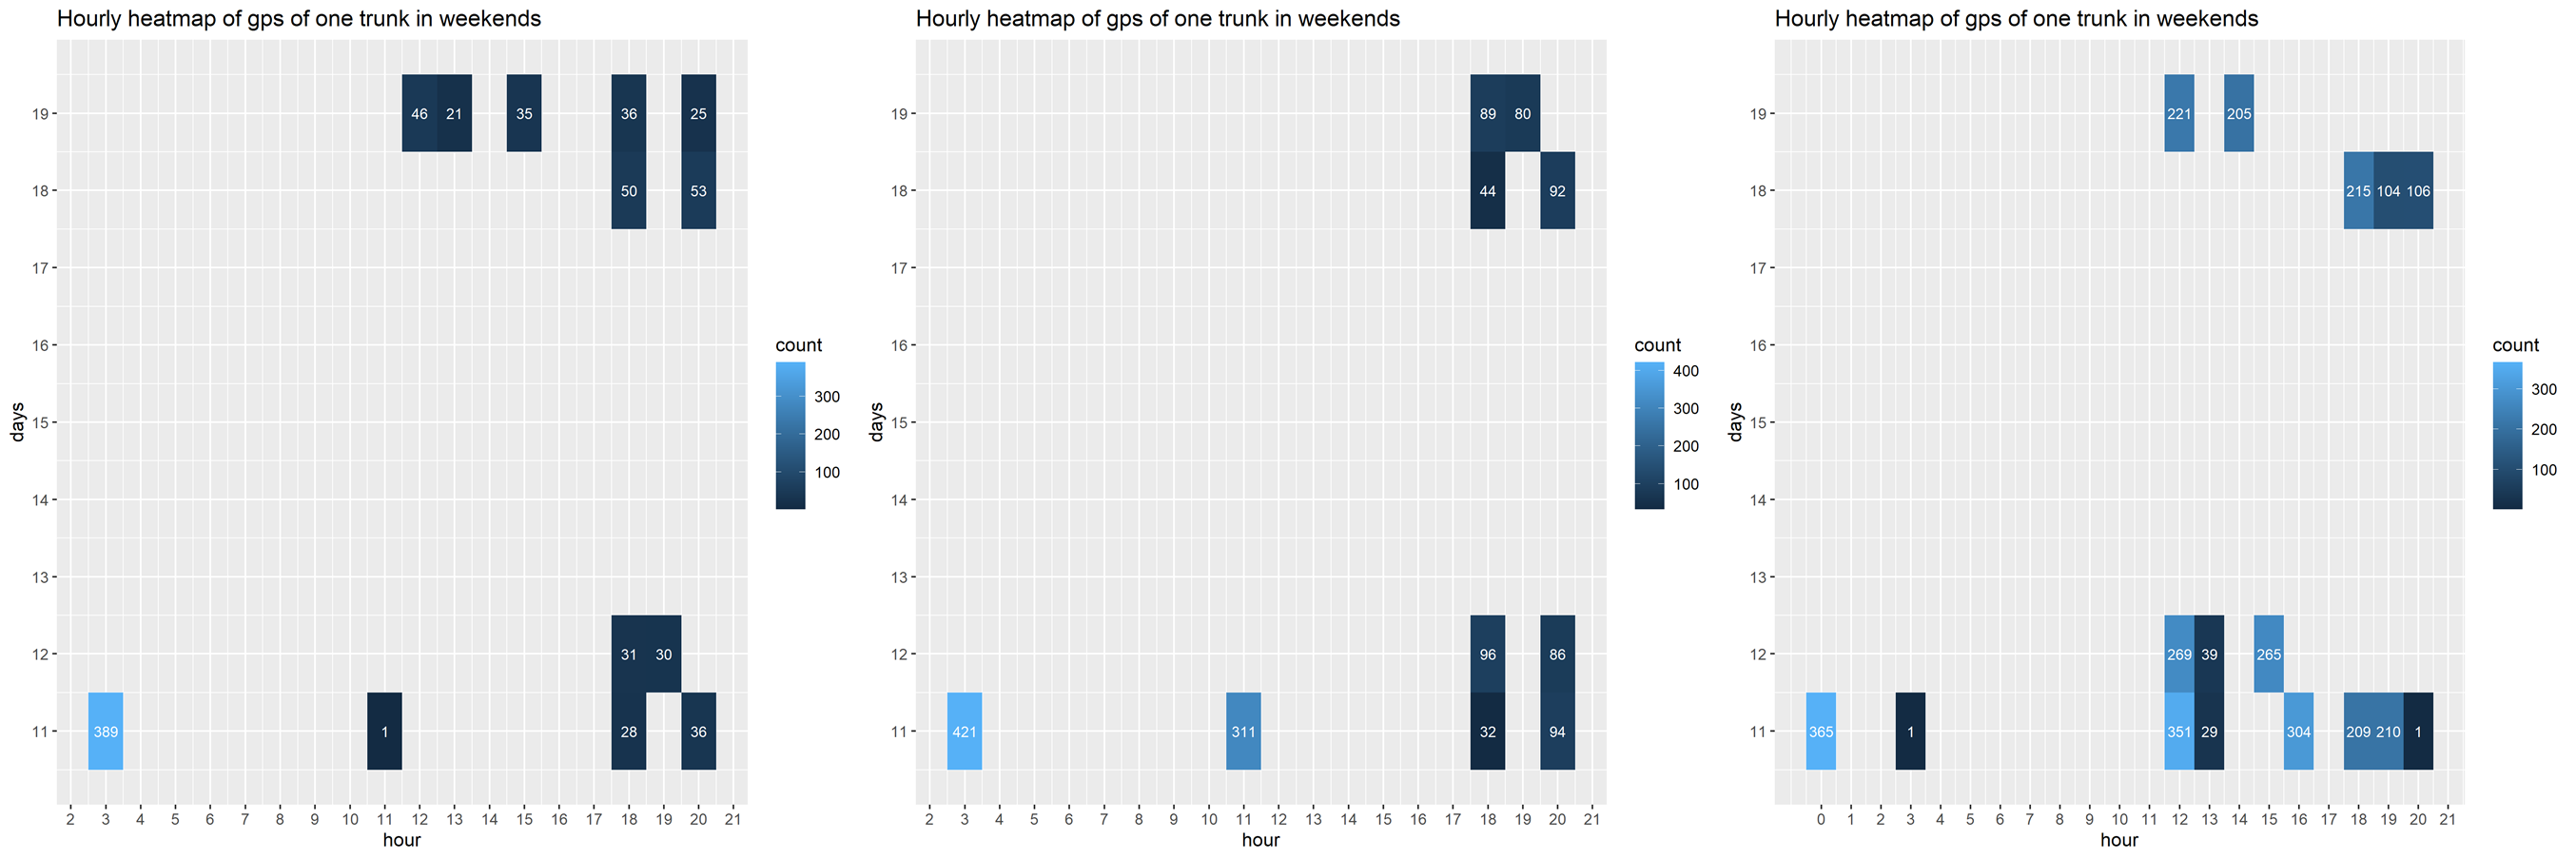 Hourly heatmap of gps of one trunk in weekends
19
46 21 35 36 25
18
50 53
17
16
15
14
13
12
31 30
11
389 1 28 36
days
2 3 4 5 6 7 8 9 10 11 12 13 14 15 16 17 18 19 20 21
hour
count
300
200
100
Hourly heatmap of gps of one trunk in weekends
19
89 80
18
44 92
17
16
15
14
13
12
96 86
11
421 311 32 94
days
2 3 4 5 6 7 8 9 10 11 12 13 14 15 16 17 18 19 20 21
hour
count
400
300
200
100
Hourly heatmap of gps of one trunk in weekends
19
221 205
18
215 104 106
17
16
15
14
13
12
269 39 265
11
365 1 351 29 304 209 210 1
days
0 1 2 3 4 5 6 7 8 9 10 11 12 13 14 15 16 17 18 19 20 21
hour
count
300
200
100